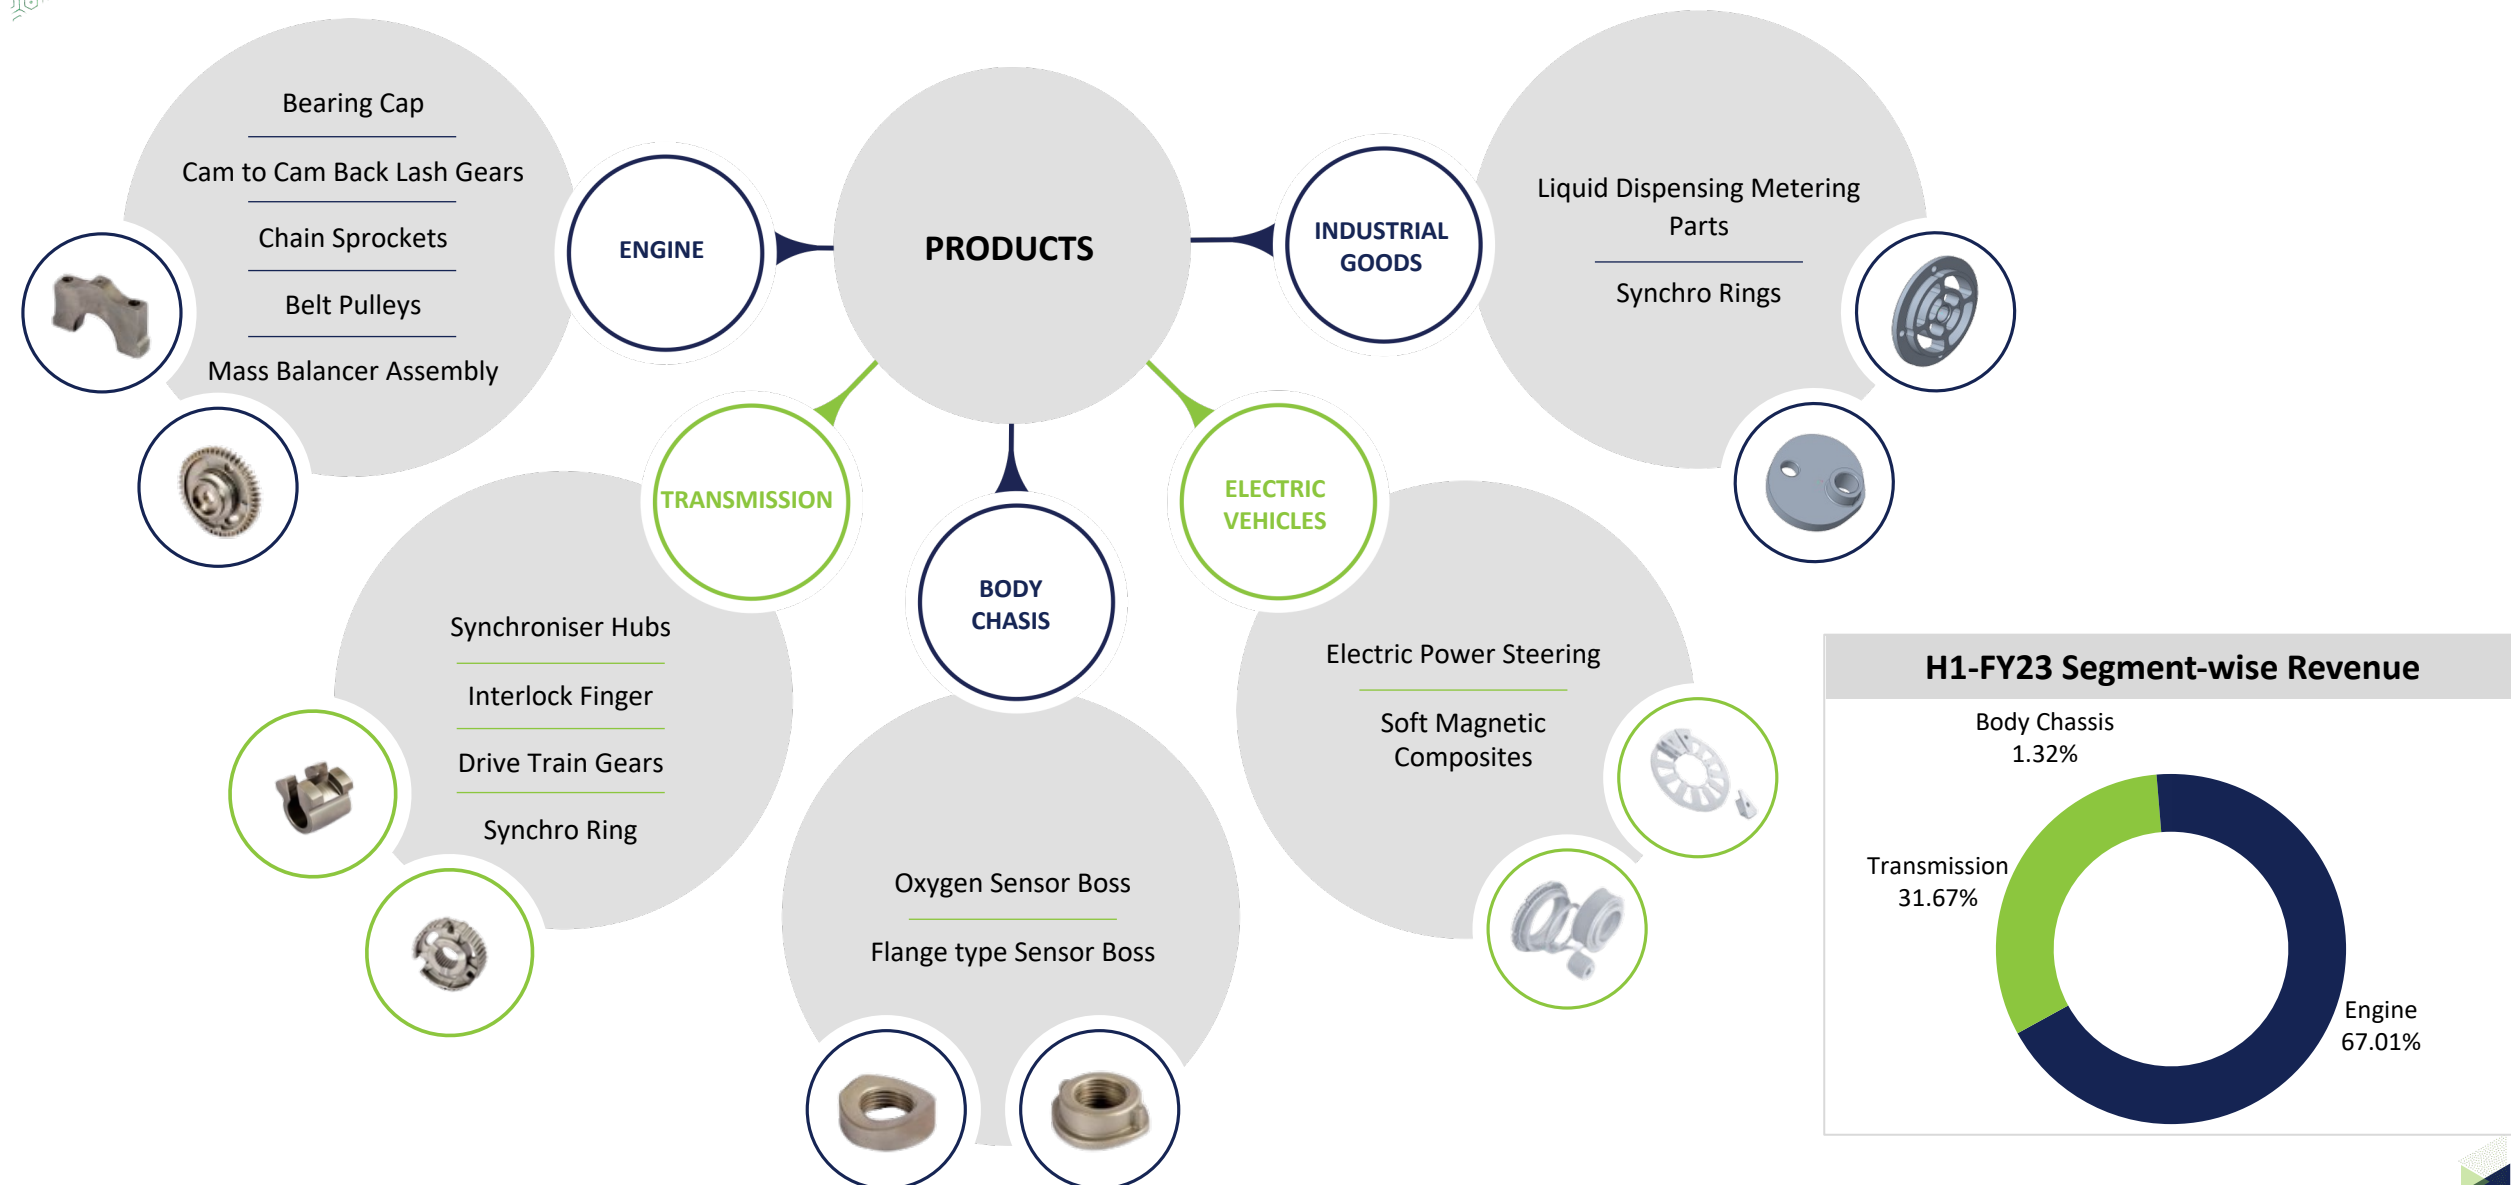 Bearing Cap
Cam to Cam Back Lash Gears
Chain Sprockets
Belt Pulleys
Mass Balancer Assembly
ENGINE
PRODUCTS
INDUSTRIAL
GOODS
Liquid Dispensing Metering
Parts
Synchro Rings
TRANSMISSION
Synchroniser Hubs
Interlock Finger
Drive Train Gears
Synchro Ring
BODY
CHASIS
Oxygen Sensor Boss
Flange type Sensor Boss
ELECTRIC
VEHICLES
Electric Power Steering
Soft Magnetic
Composites
H1-FY23 Segment-wise Revenue
Body Chassis
1.32%
Transmission
31.67%
Engine
67.01%